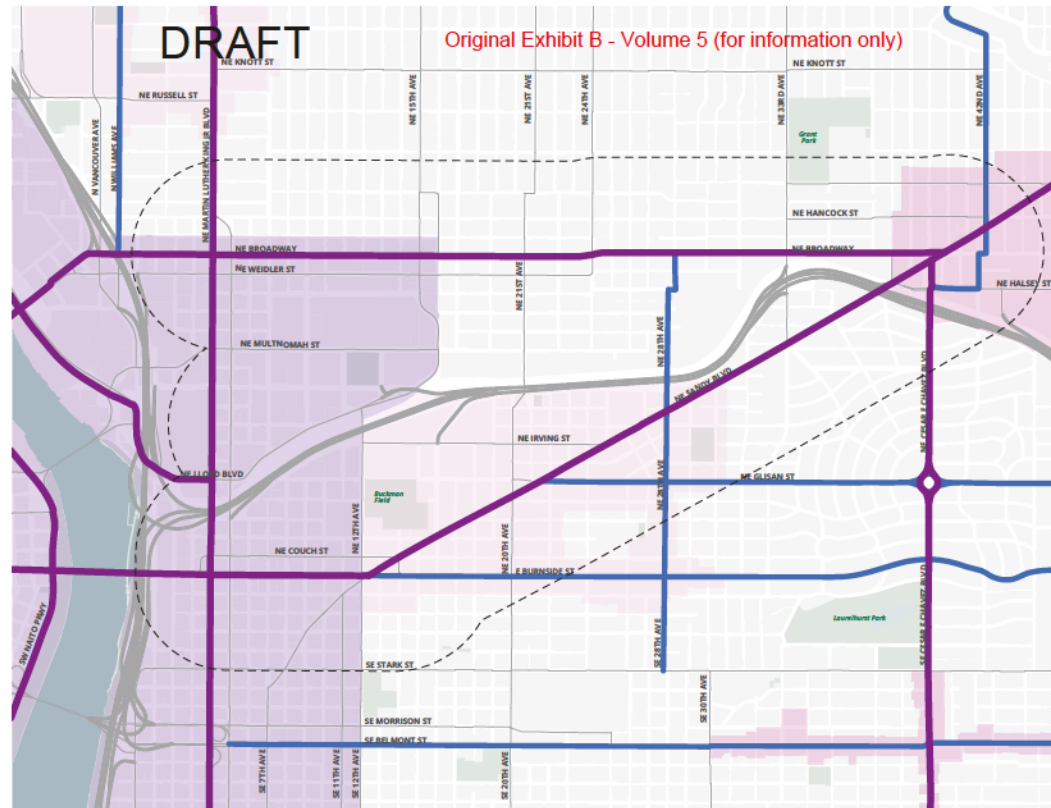 DRAFT
Original Exhibit B - Volume 5 (for information only)
NE KNOTT ST
NE KNOTT ST
NE RUSSELL ST
N VANCOUVER AVE
N WILLIAMS AVE
NE MARTIN LUTHER KING JR BLVD
NE 15TH AVE
NE 21ST AVE
NE 24TH AVE
NE 33RD AVE
NE 42ND AVE
Grant
Park
NE HANCOCK ST
NE BROADWAY
NE BROADWAY
NE WEIDLER ST
NE 21ST AVE
NE HALSEY ST
NE MULTNOMAH ST
NE 28TH AVE
NE SANDY BLVD
NE CESAR E CHAVEZ BLVD
NE IRVING ST
NE LLOYD BLVD
NE GLISAN ST
Buckman
Field
NE 12TH AVE
NE 20TH AVE
NE 28TH AVE
NE COUCH ST
E BURNSIDE ST
SW NAITO PKWY
Laurelhurst Park
SE CESAR E CHAVEZ BLVD
SE 28TH AVE
SE STARK ST
SE 30TH AVE
SE MORRISON ST
SE BELMONT ST
SE 7TH AVE
SE 11TH AVE
SE 12TH AVE
SE 20TH AVE